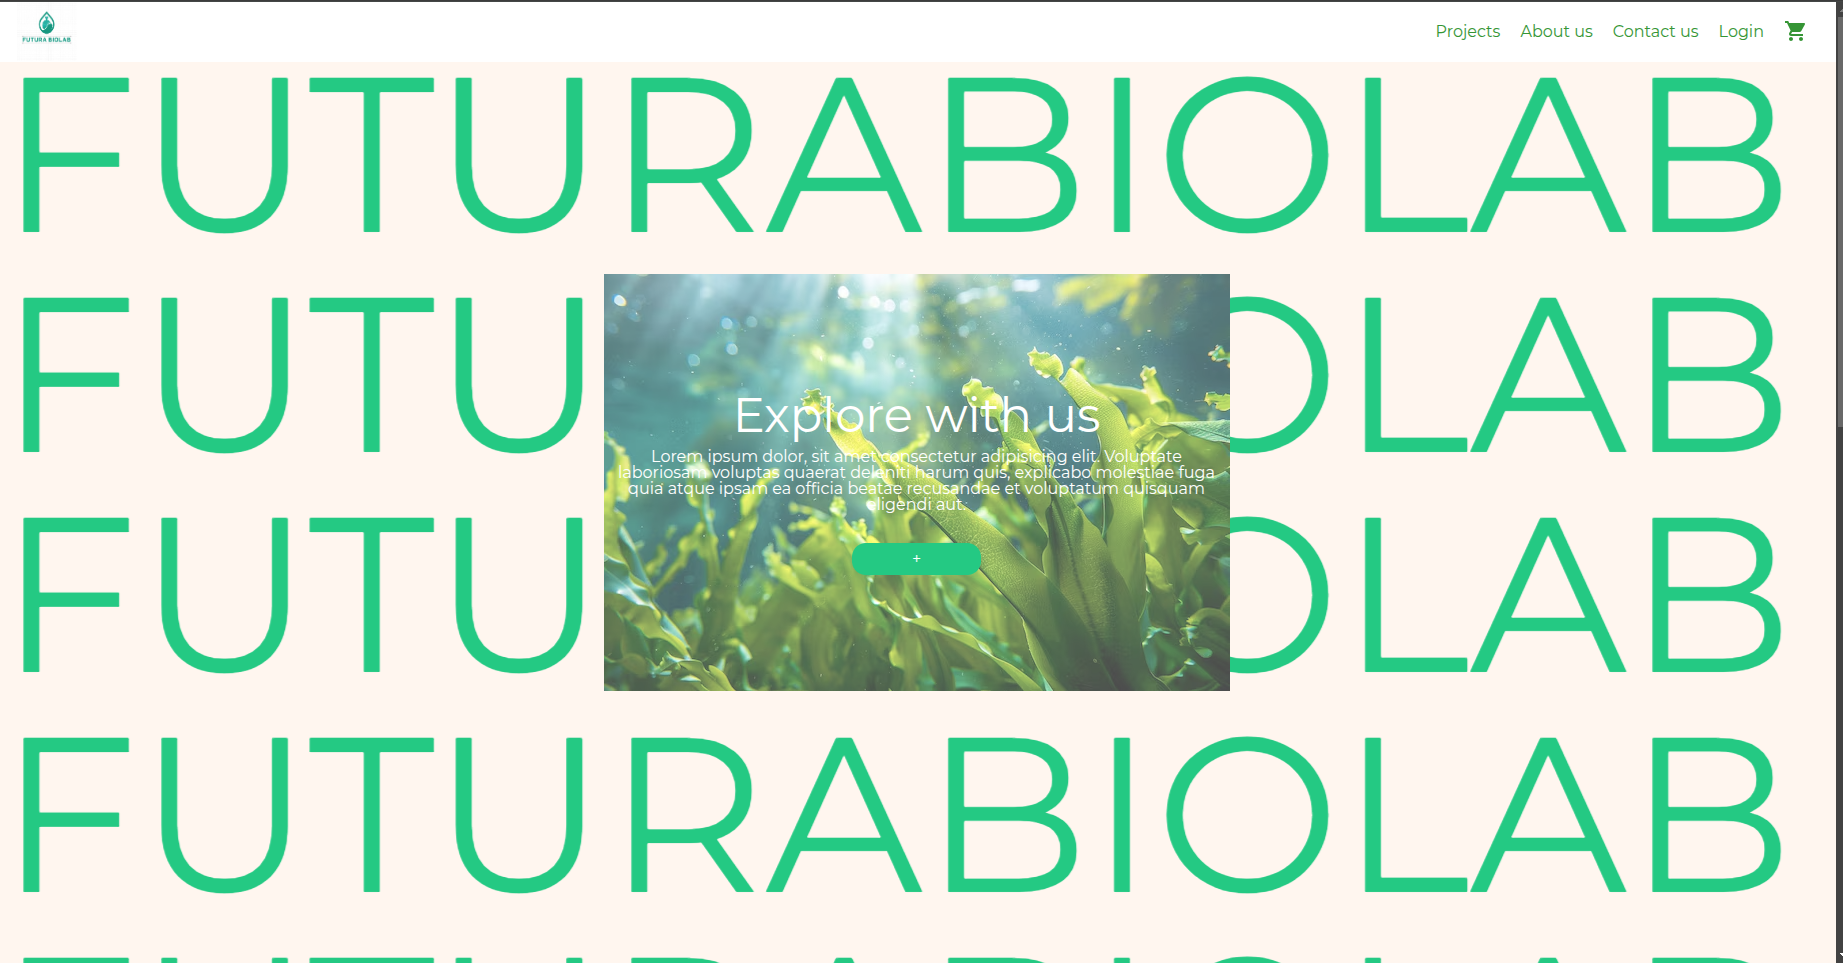 FUTURA BIOLAB
Projects About us Contact us Login
FUTURABIOLAB
FUTU OLAB
Explore with us
Lorem ipsum dolor, sit amet consectetur adipisicing elit. Voluptate
laboriosam voluptas quaerat deleniti harum quis, explicabo molestiae fuga
quia atque ipsam ea officia beatae recusandae et voluptatum quisquam
eligendi aut.
+
FUTU OLAB
FUTURABIOLAB
FUTURABIOLAB